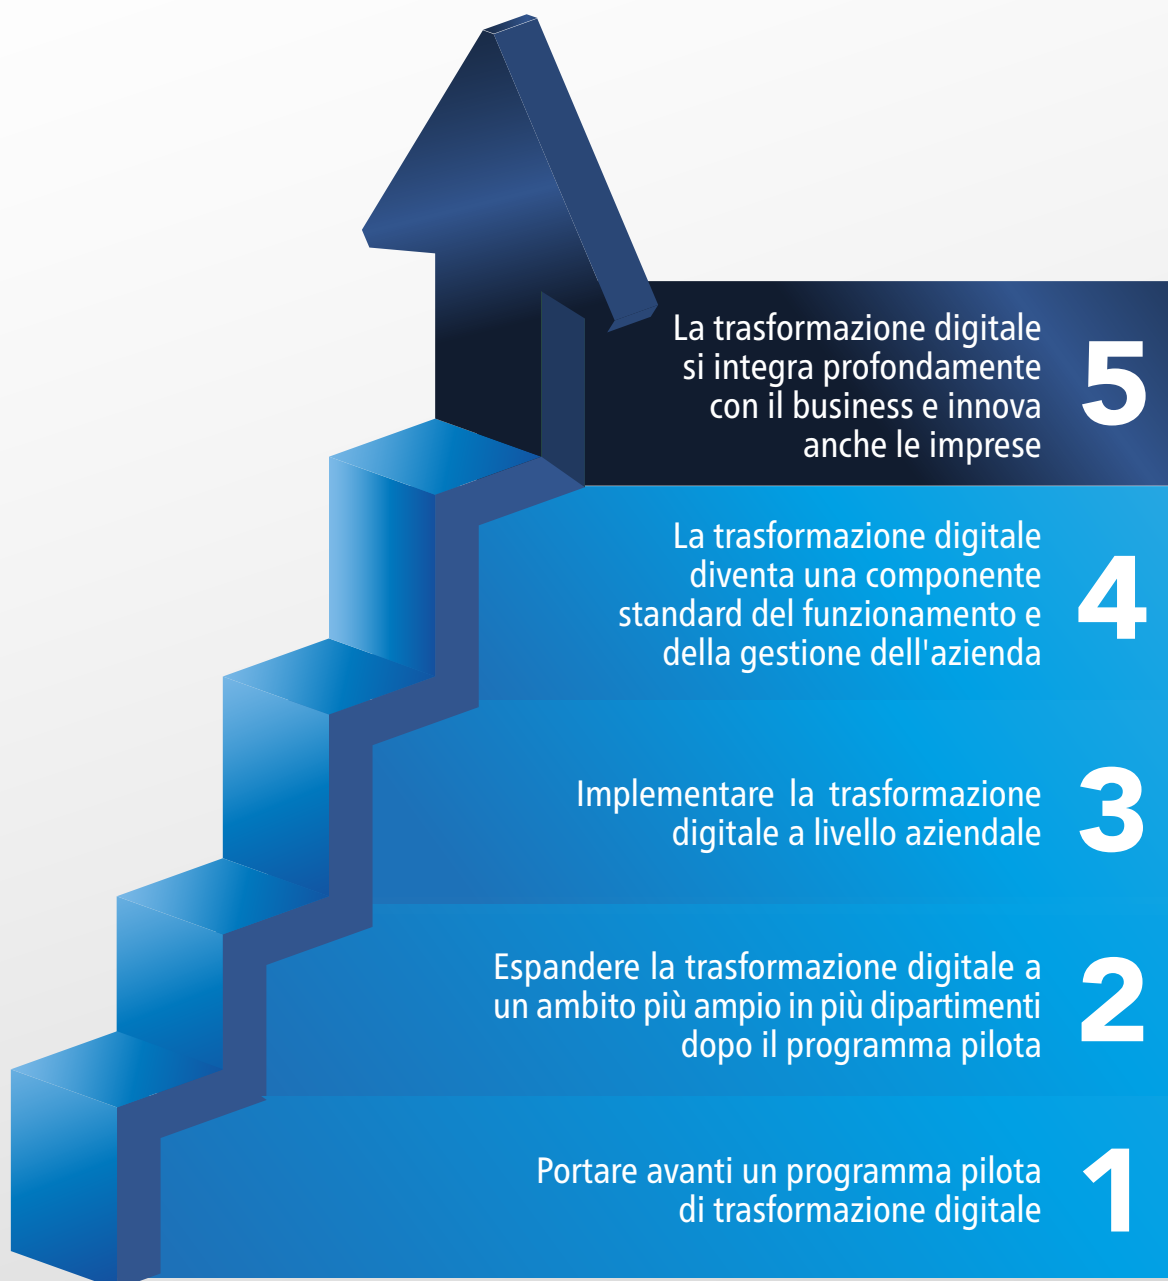 La trasformazione digitale
si integra profondamente
con il business e innova
anche le imprese
5
La trasformazione digitale
diventa una componente
standard del funzionamento e
della gestione dell'azienda
4
Implementare la trasformazione
digitale a livello aziendale
3
Espandere la trasformazione digitale a
un ambito più ampio in più dipartimenti
dopo il programma pilota
2
Portare avanti un programma pilota
di trasformazione digitale
1